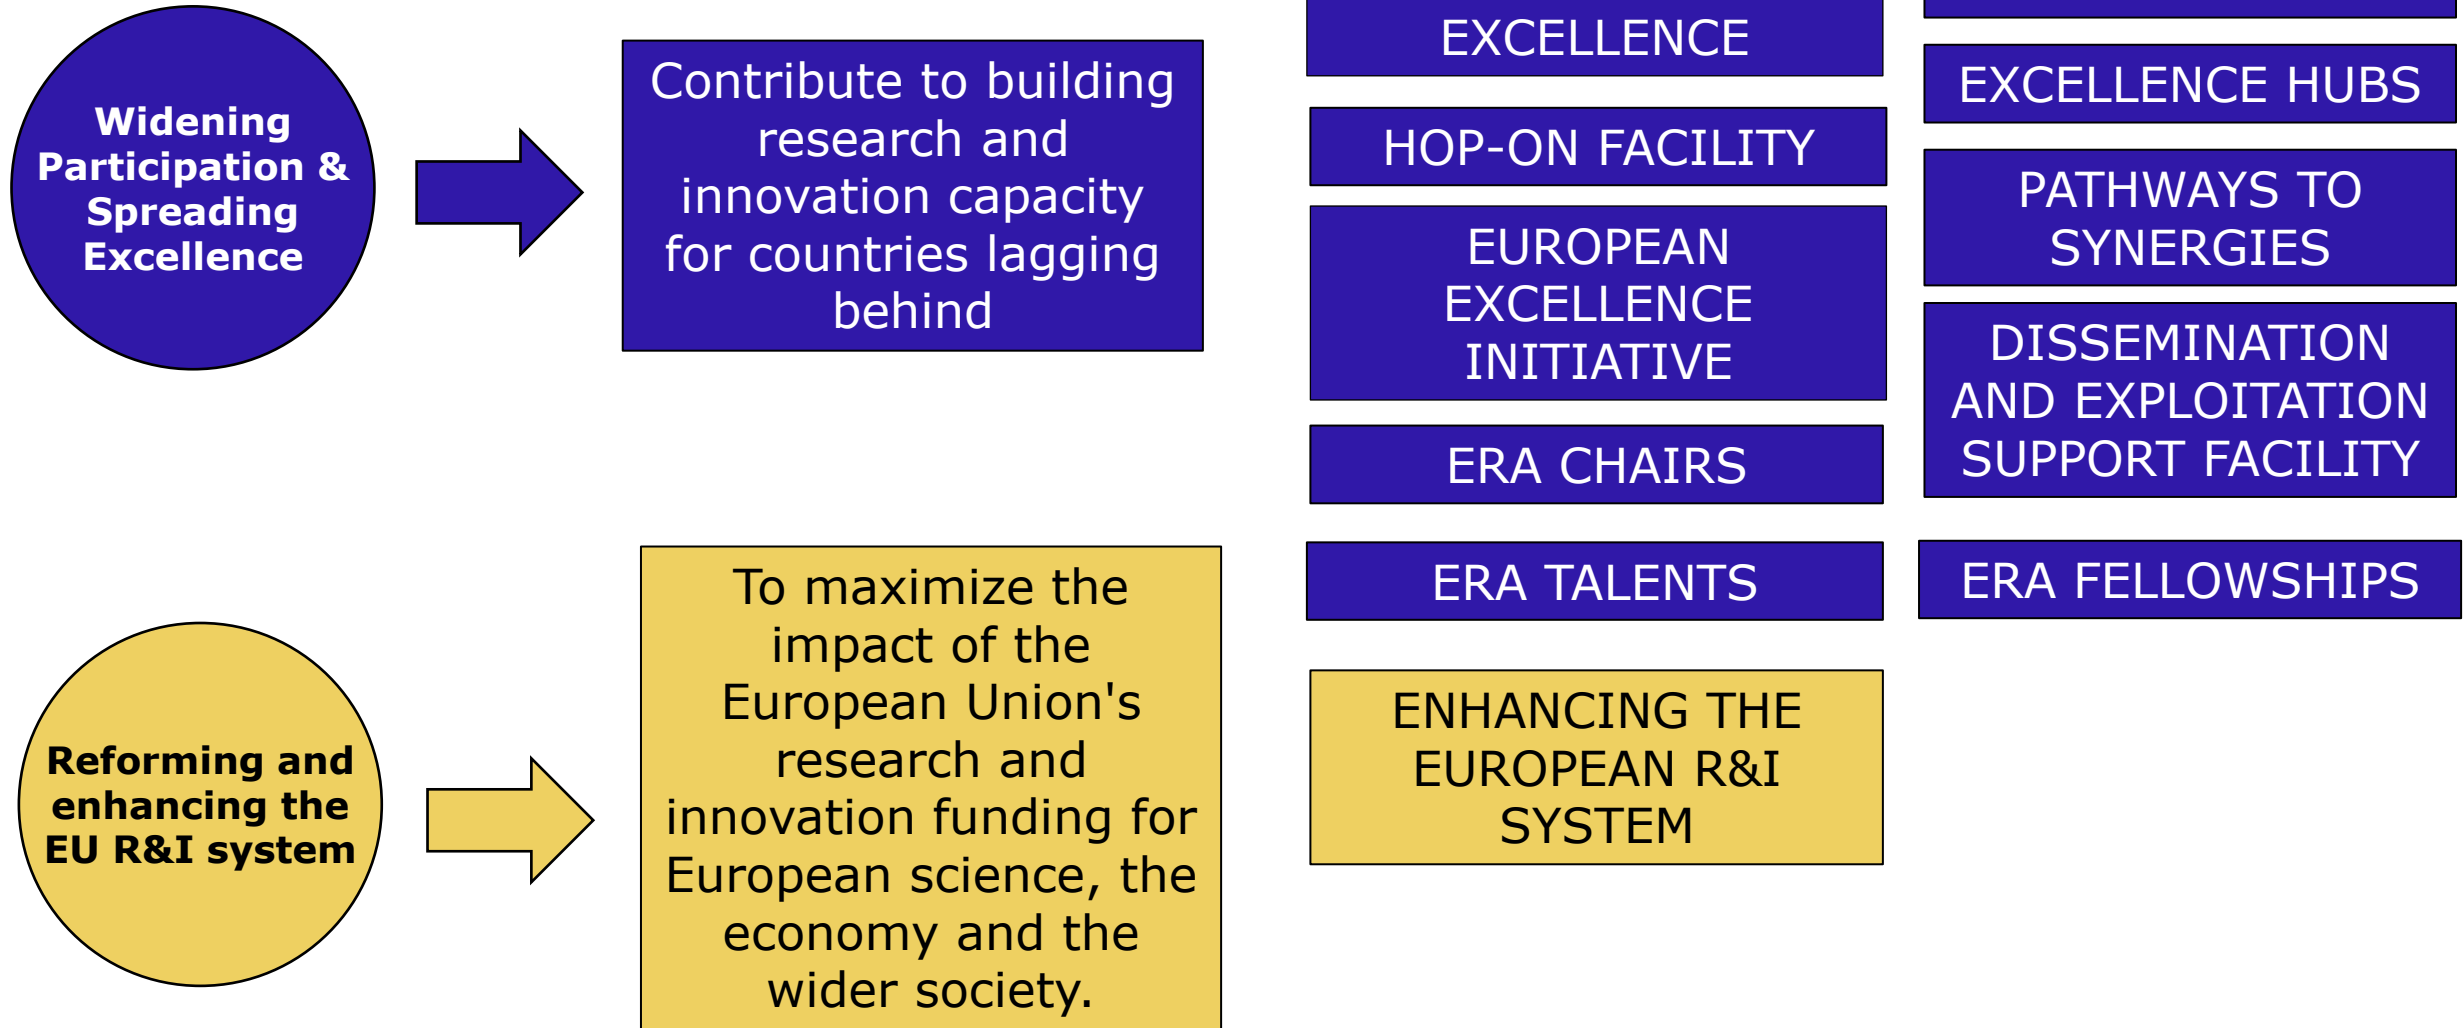 Widening
Participation &
Spreading
Excellence
Contribute to building
research and
innovation capacity
for countries lagging
behind
EXCELLENCE
HOP-ON FACILITY
EUROPEAN
EXCELLENCE
INITIATIVE
ERA CHAIRS
ERA TALENTS
EXCELLENCE HUBS
PATHWAYS TO
SYNERGIES
DISSEMINATION
AND EXPLOITATION
SUPPORT FACILITY
ERA FELLOWSHIPS
Reforming and
enhancing the
EU R&I system
To maximize the
impact of the
European Union's
research and
innovation funding for
European science, the
economy and the
wider society.
ENHANCING THE
EUROPEAN R&I
SYSTEM